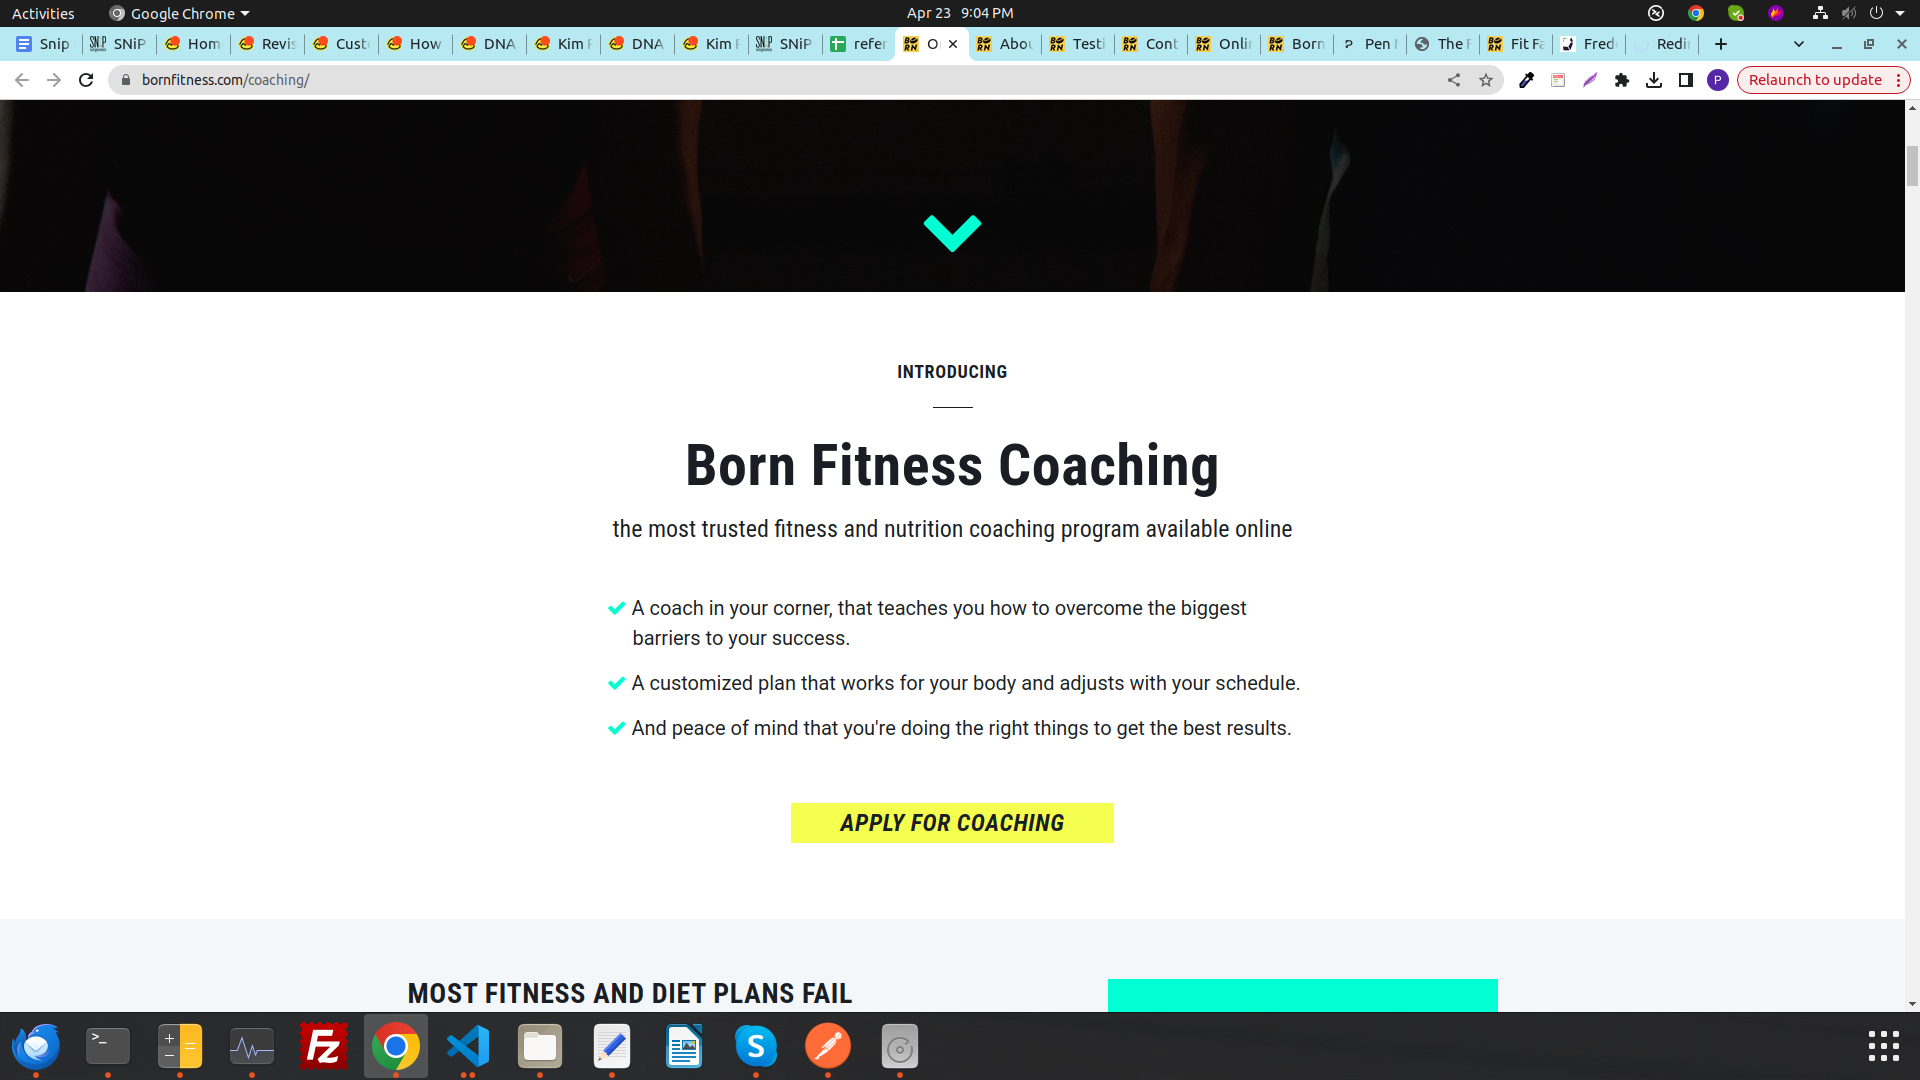 Activities Google Chrome Apr 23 9:04 PM
Snip SNiP Hom Revis Cust How DNA Kim DNA Kim SNiP refer O Abou Testi Cont Onlin Born Pen The Fit Fa Fred Redir
bornfitness.com/coaching/ P Relaunch to update
INTRODUCING
Born Fitness Coaching
the most trusted fitness and nutrition coaching program available online
A coach in your corner, that teaches you how to overcome the biggest
barriers to your success.
A customized plan that works for your body and adjusts with your schedule.
And peace of mind that you're doing the right things to get the best results.
APPLY FOR COACHING
MOST FITNESS AND DIET PLANS FAIL